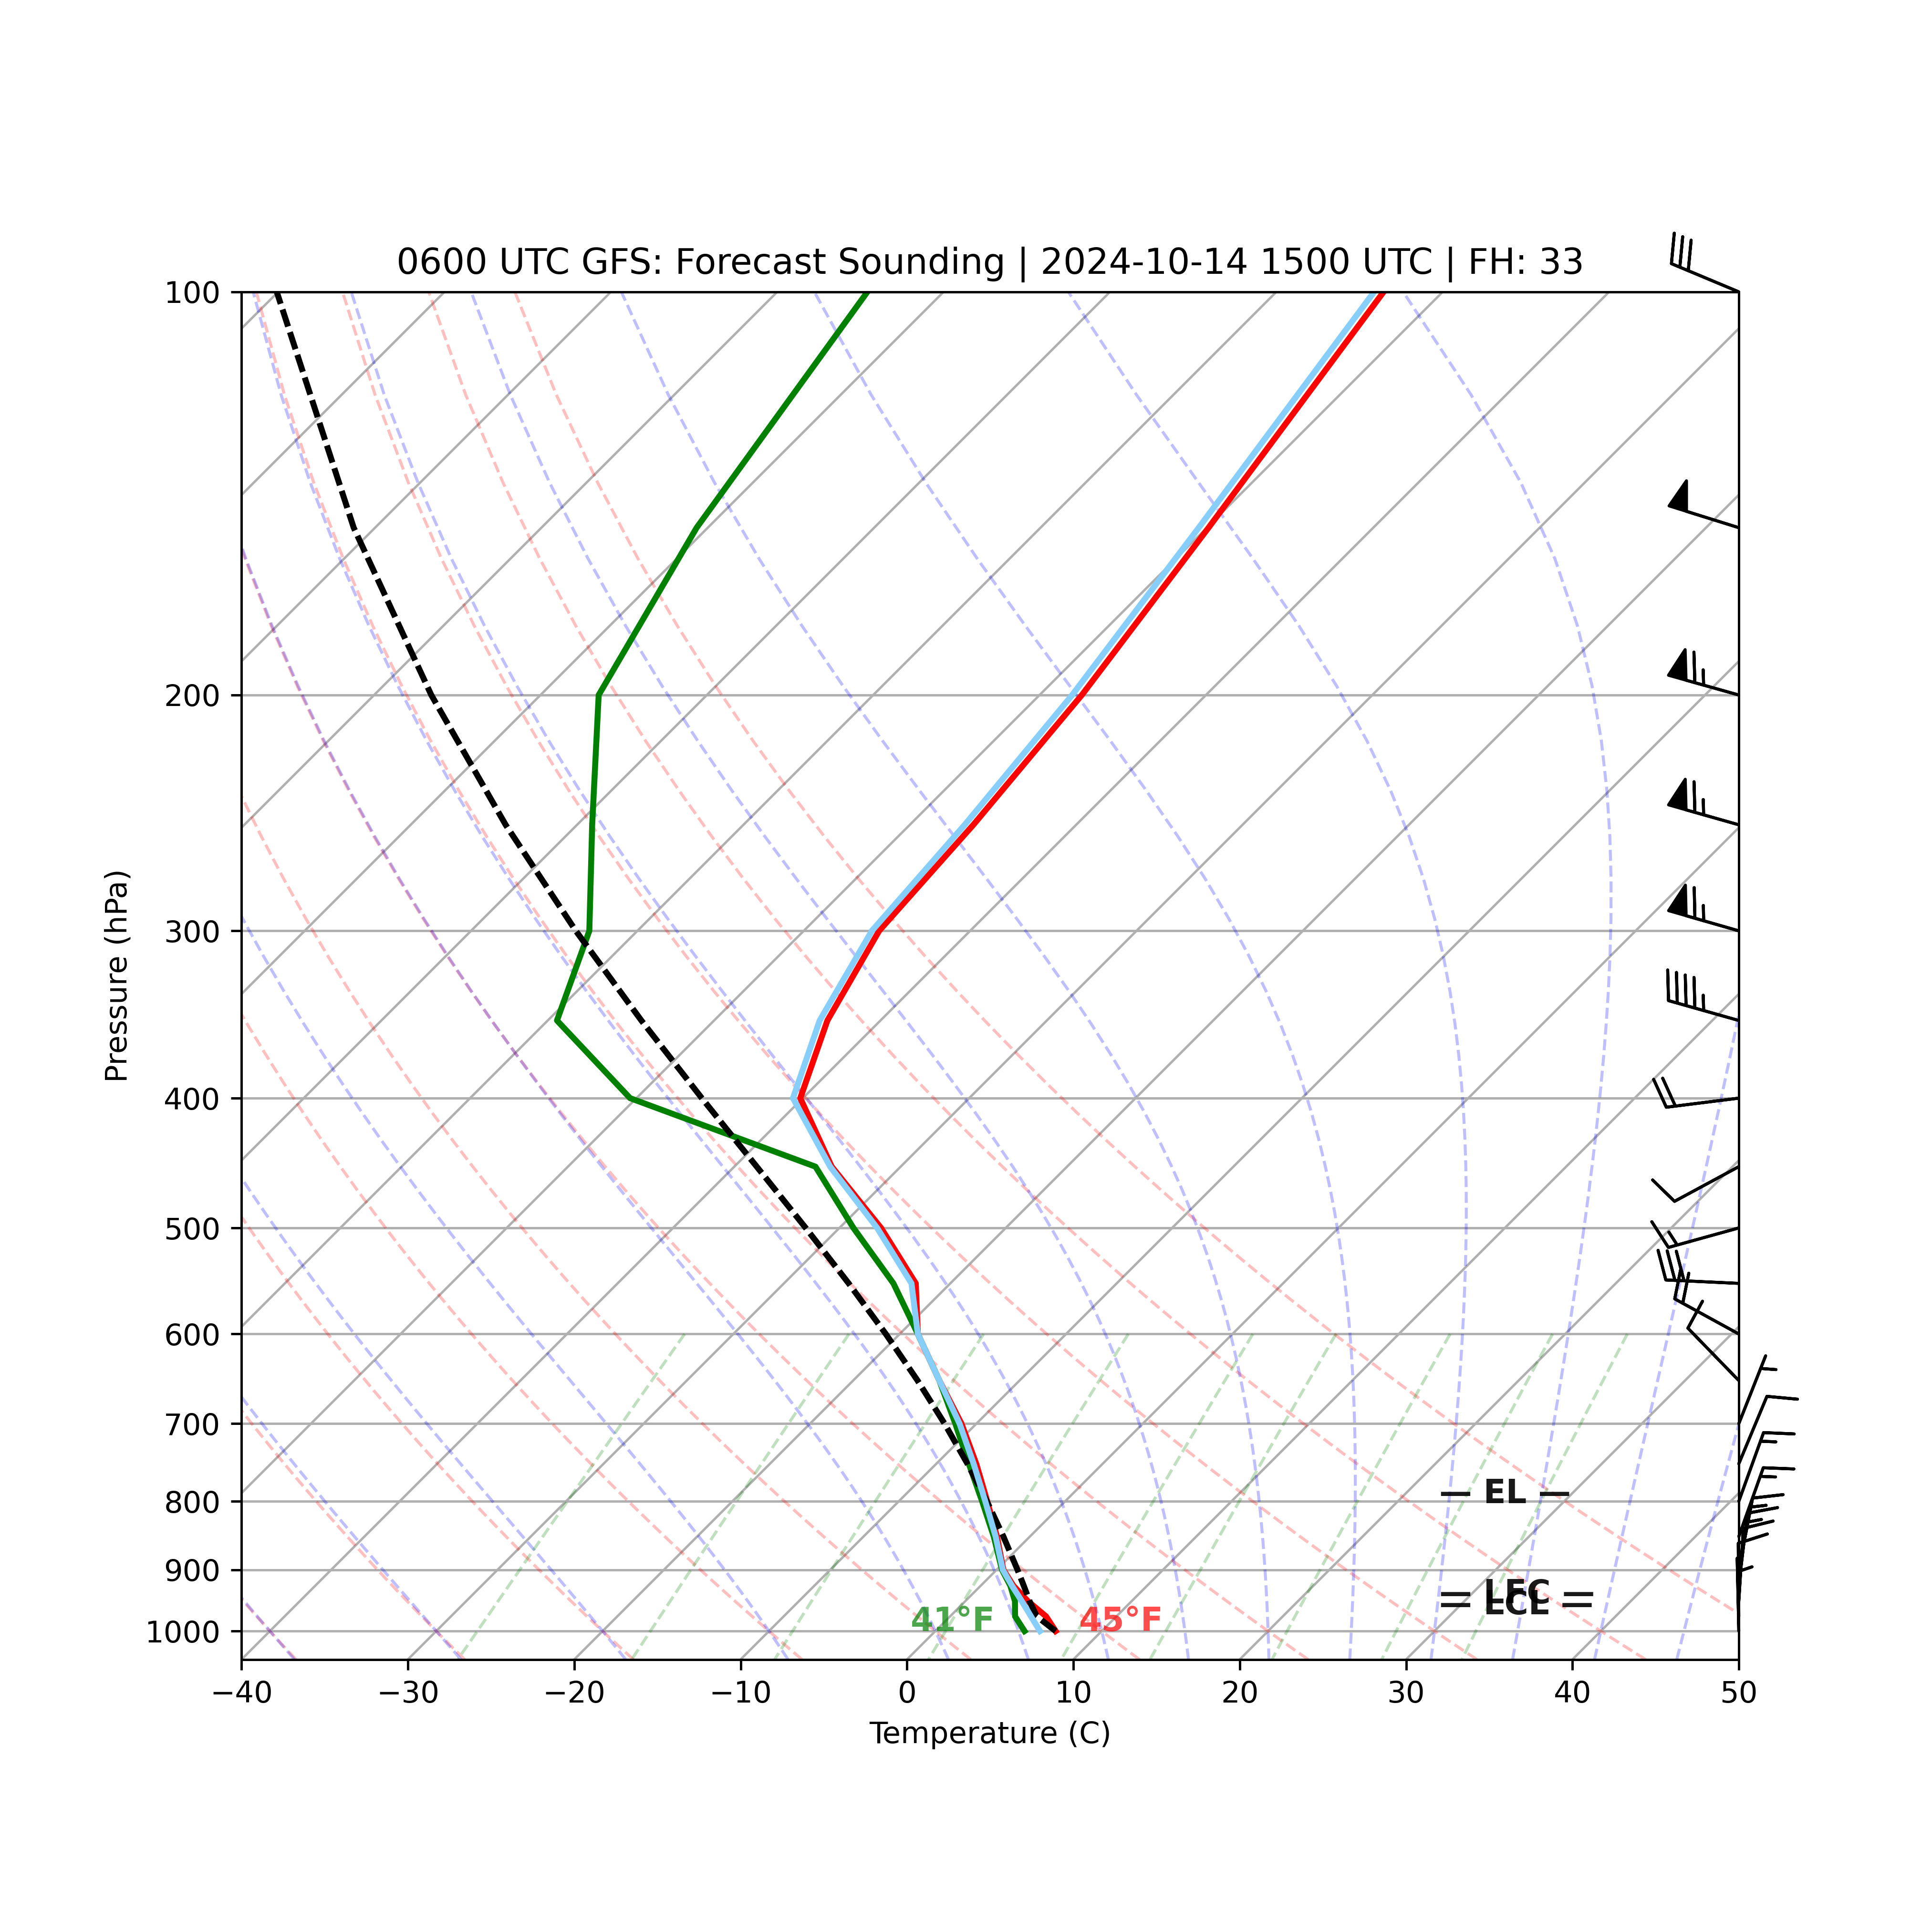 0600 UTC GFS: Forecast Sounding | 2024-10-14 1500 UTC | FH: 33
100
200
300
400
500
600
700
800
900
1000
Pressure (hPa)
— EL —
— LFC —
— LCL —
41°F
45°F
−40 −30 −20 −10 0 10 20 30 40 50
Temperature (C)